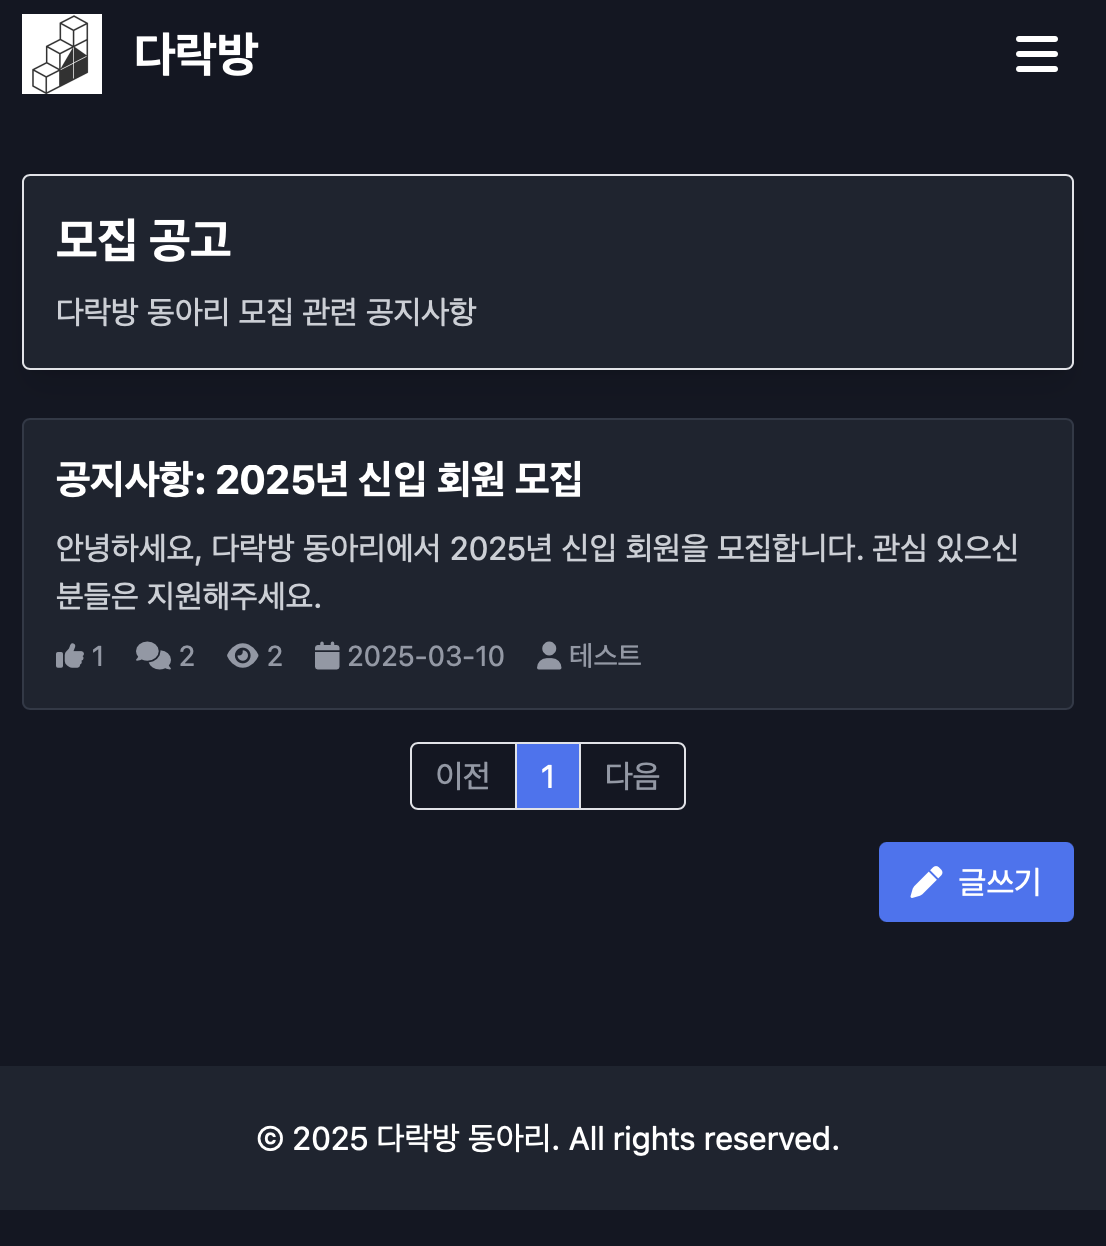 다락방
모집 공고
다락방 동아리 모집 관련 공지사항
공지사항: 2025년 신입 회원 모집
안녕하세요, 다락방 동아리에서 2025년 신입 회원을 모집합니다. 관심 있으신
분들은 지원해주세요.
1 2 2 2025-03-10 테스트
이전 1 다음
글쓰기
© 2025 다락방 동아리. All rights reserved.